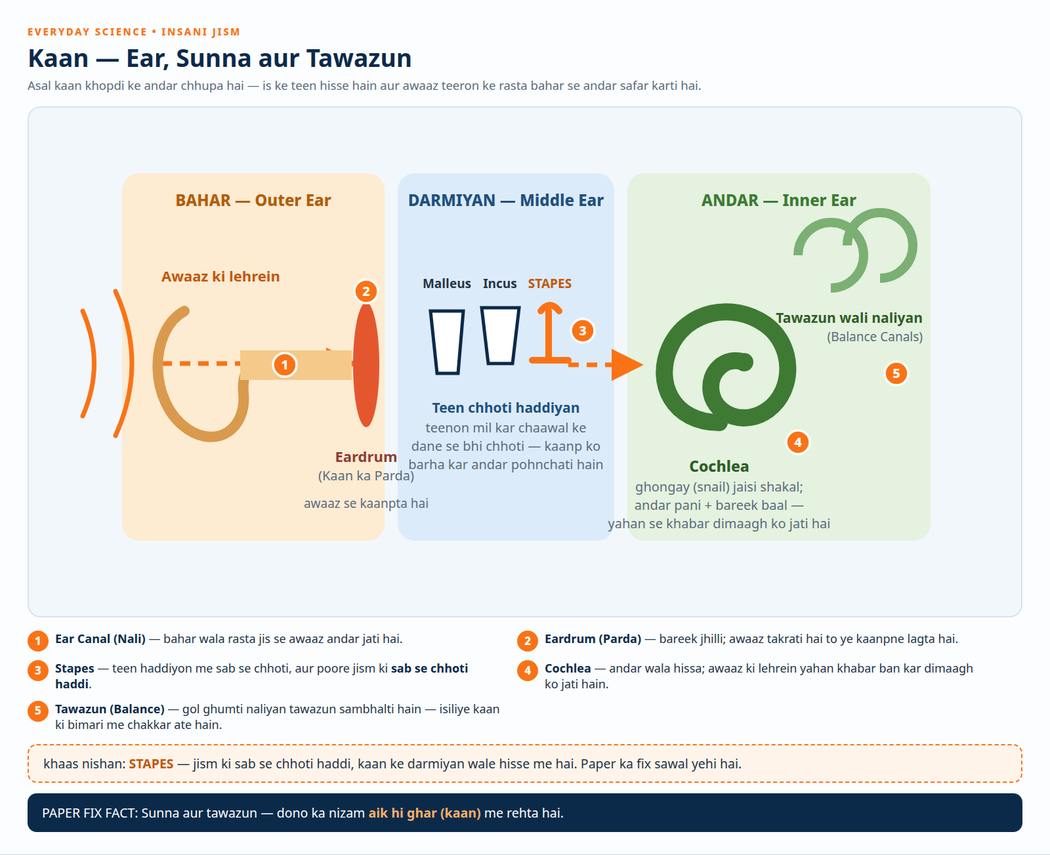 EVERYDAY SCIENCE • INSANI JISM
Kaan — Ear, Sunna aur Tawazun
Asal kaan khopdi ke andar chhupa hai — is ke teen hisse hain aur awaaz teeron ke rasta bahar se andar safar karti hai.
BAHAR — Outer Ear
Awaaz ki lehrein
2
1
Eardrum
(Kaan ka Parda)
awaaz se kaanpta hai
DARMIYAN — Middle Ear
Malleus Incus STAPES
3
Teen chhoti haddiyan
teenon mil kar chaawal ke
dane se bhi chhoti — kaanp ko
barha kar andar pohnchati hain
ANDAR — Inner Ear
Tawazun wali naliyan
(Balance Canals)
5
4
Cochlea
ghongay (snail) jaisi shakal;
andar pani + bareek baal —
yahan se khabar dimaagh ko jati hai
1 Ear Canal (Nali) — bahar wala rasta jis se awaaz andar jati hai.
2 Eardrum (Parda) — bareek jhilli; awaaz takrati hai to ye kaanpne lagta hai.
3 Stapes — teen haddiyon me sab se chhoti, aur poore jism ki sab se chhoti
haddi.
4 Cochlea — andar wala hissa; awaaz ki lehrein yahan khabar ban kar dimaagh
ko jati hain.
5 Tawazun (Balance) — gol ghumti naliyan tawazun sambhalti hain — isiliye kaan
ki bimari me chakkar ate hain.
khaas nishan: STAPES — jism ki sab se chhoti haddi, kaan ke darmiyan wale hisse me hai. Paper ka fix sawal yehi hai.
PAPER FIX FACT: Sunna aur tawazun — dono ka nizam aik hi ghar (kaan) me rehta hai.